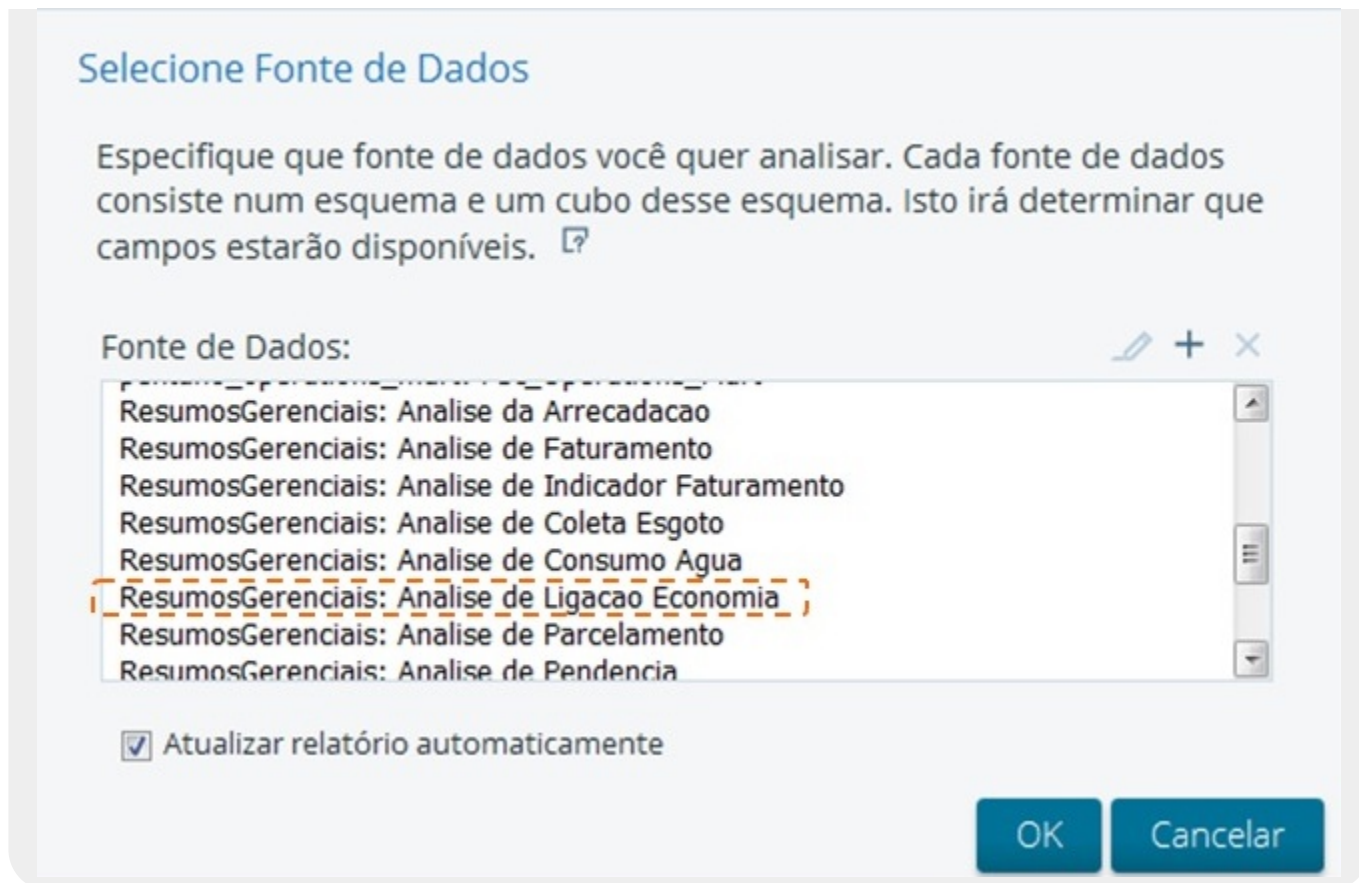 Selecione Fonte de Dados
Especifique que fonte de dados você quer analisar. Cada fonte de dados
consiste num esquema e um cubo desse esquema. Isto irá determinar que
campos estarão disponíveis.
Fonte de Dados:
ResumosGerenciais: Analise da Arrecadacao
ResumosGerenciais: Analise de Faturamento
ResumosGerenciais: Analise de Indicador Faturamento
ResumosGerenciais: Analise de Coleta Esgoto
ResumosGerenciais: Analise de Consumo Agua
ResumosGerenciais: Analise de Ligacao Economia
ResumosGerenciais: Analise de Parcelamento
ResumosGerenciais: Analise de Pendencia
Atualizar relatório automaticamente
OK Cancelar